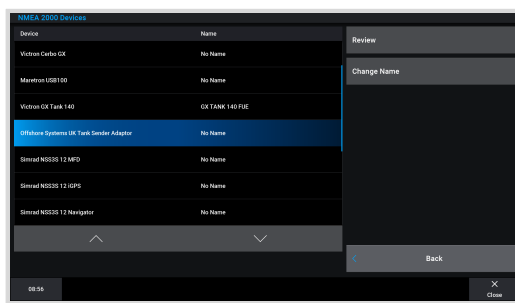 NMEA 2000 Devices
Device Name
Victron Cerbo GX No Name
Maretron USB100 No Name
Victron GX Tank 140 GX TANK 140 FUE
Offshore Systems UK Tank Sender Adaptor No Name
Simrad NSS3S 12 MFD No Name
Simrad NSS3S 12 iGPS No Name
Simrad NSS3S 12 Navigator No Name
Review
Change Name
Back
08:56
Close